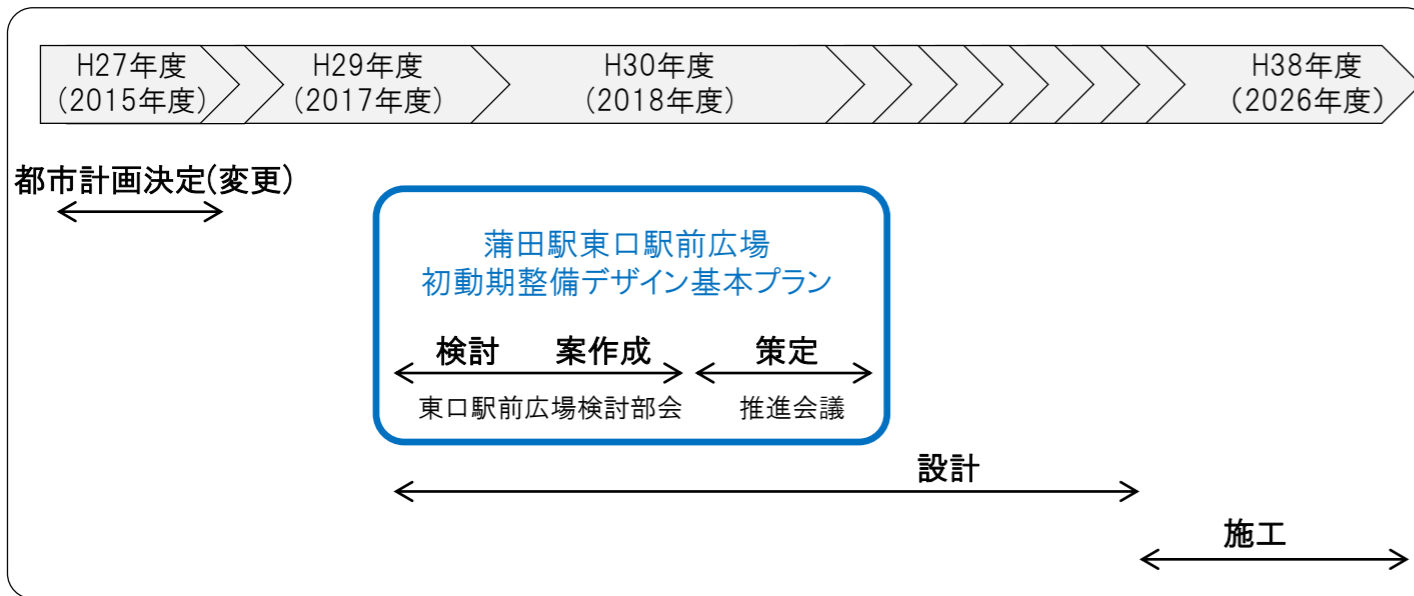 H27年度
(2015年度)
H29年度
(2017年度)
H30年度
(2018年度)
H38年度
(2026年度)
都市計画決定(変更)
蒲田駅東口駅前広場
初動期整備デザイン基本プラン
検討 案作成 策定
東口駅前広場検討部会 推進会議
設計
施工